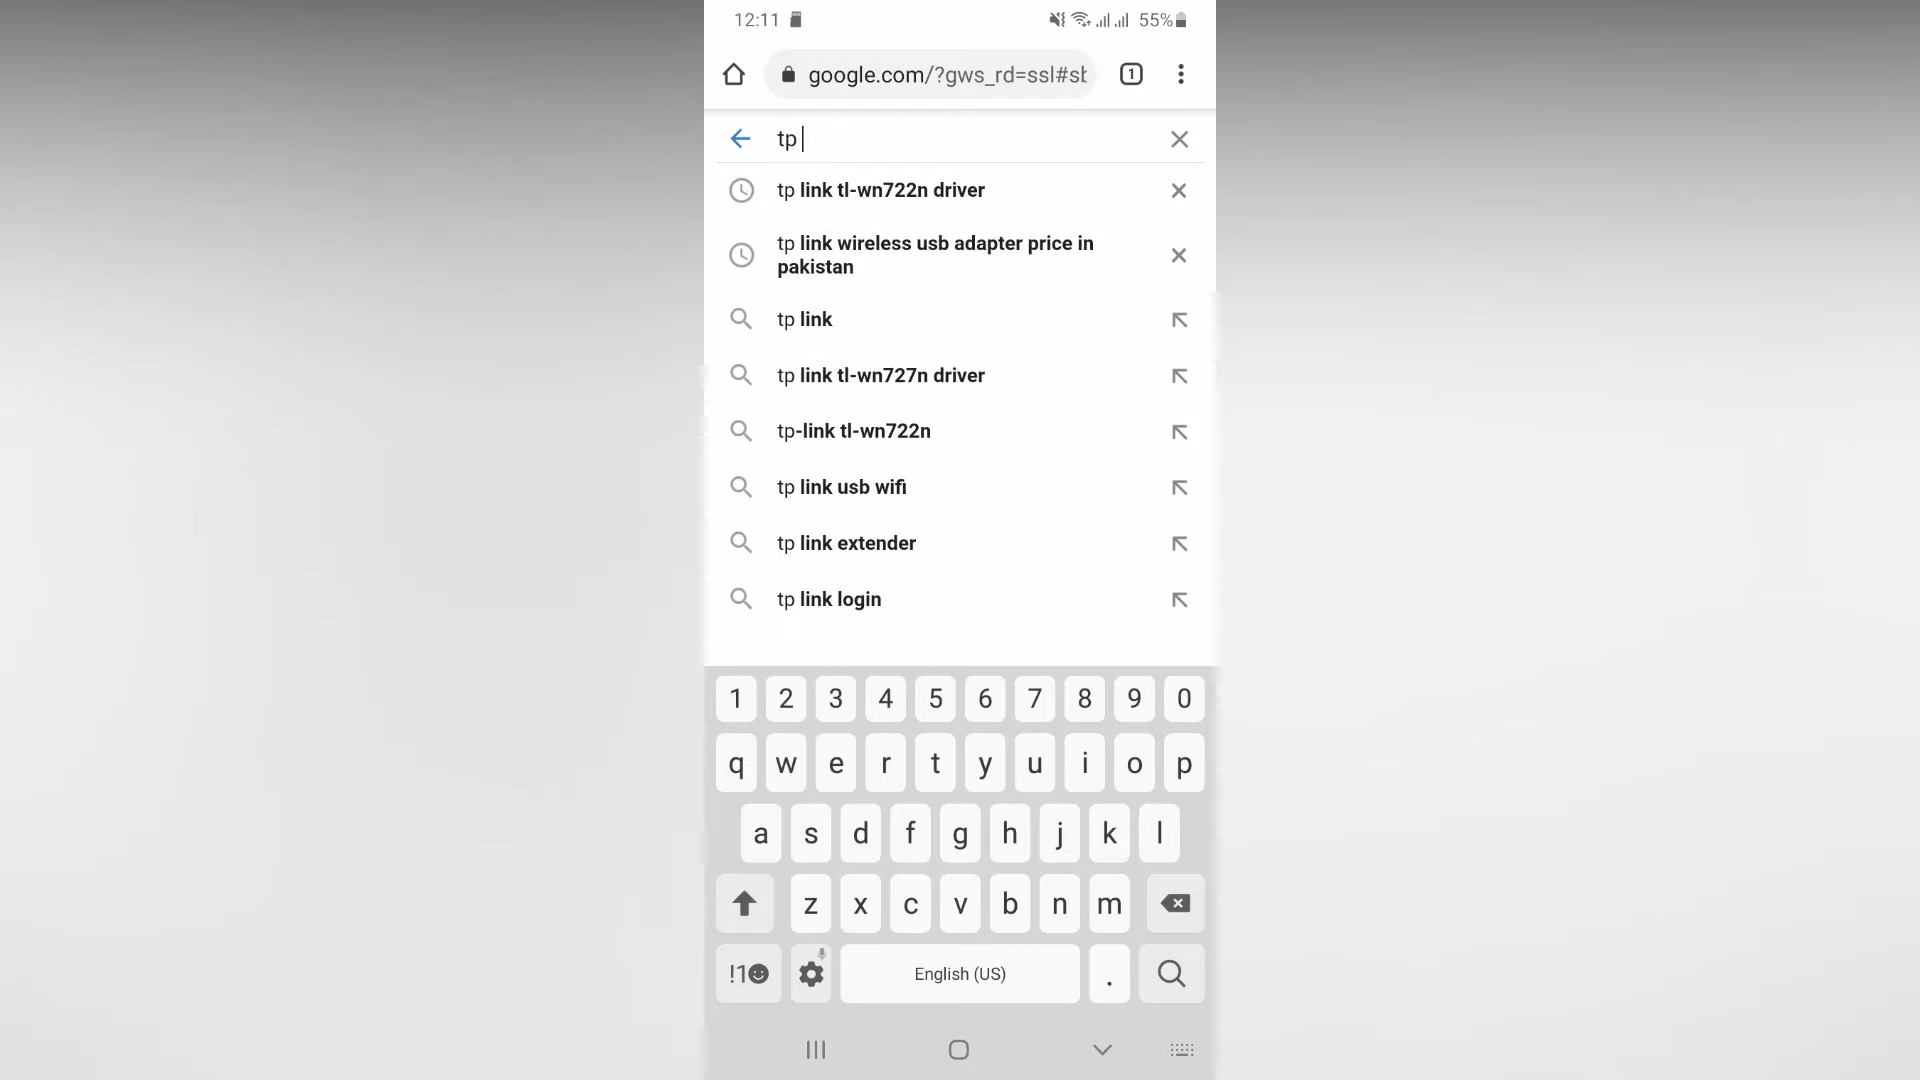 12:11
55%
google.com/?gws_rd=ssl#sb
1
tp
tp link tl-wn722n driver
tp link wireless usb adapter price in
pakistan
tp link
tp link tl-wn727n driver
tp-link tl-wn722n
tp link usb wifi
tp link extender
tp link login
1 2 3 4 5 6 7 8 9 0
q w e r t y u i o p
a s d f g h j k l
z x c v b n m
!1 English (US) .